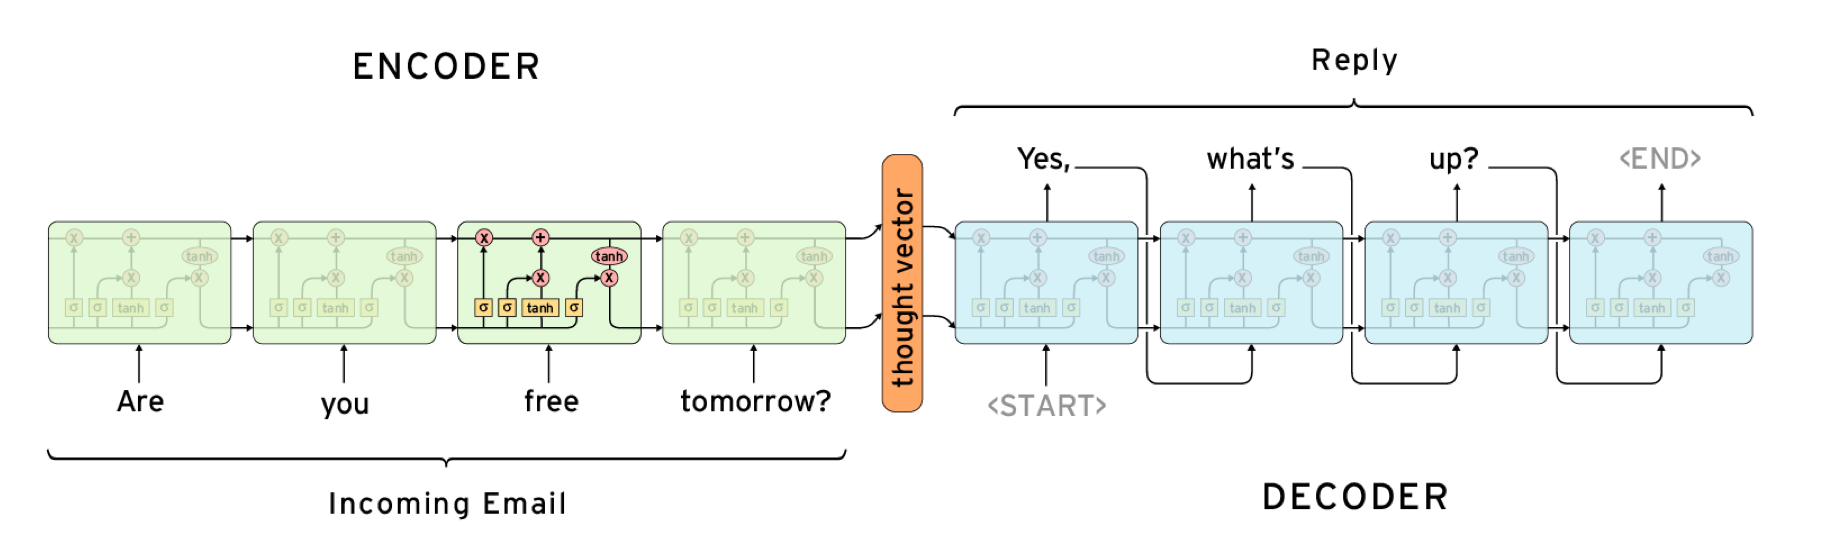 ENCODER
Reply
Yes, what's up? <END>
x + tanh x σ σ tanh σ
x + tanh x σ σ tanh σ
x + tanh x σ σ tanh σ
x + tanh x σ σ tanh σ
thought vector
x + tanh x x σ σ tanh σ
x + tanh x x σ σ tanh σ
x + tanh x x σ σ tanh σ
x + tanh x x σ σ tanh σ
Are you free tomorrow? <START>
Incoming Email
DECODER